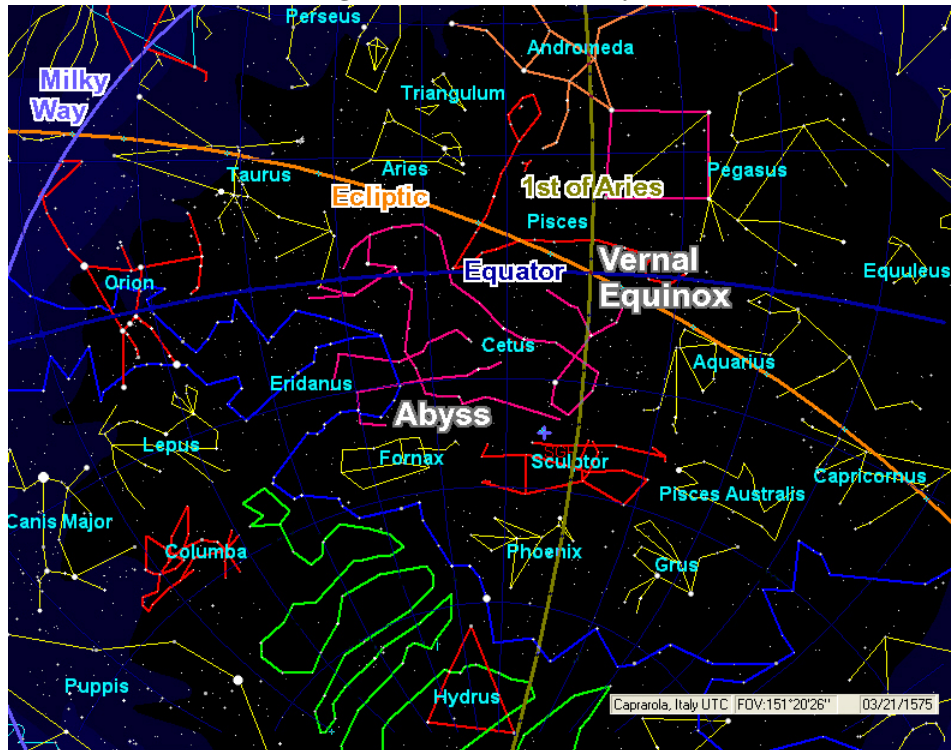 Perseus
Andromeda
Milky
Way
Triangulum
Taurus
Aries
Pegasus
Ecliptic
1st of Aries
Pisces
Vernal
Equinox
Equator
Equuleus
Orion
Cetus
Aquarius
Eridanus
Abyss
Lepus
Fornax
Sculptor
Capricornus
Pisces Australis
Canis Major
Columba
Phoenix
Grus
Puppis
Hydrus
Caprarola, Italy UTC FOV:151°20'26" 03/21/1575